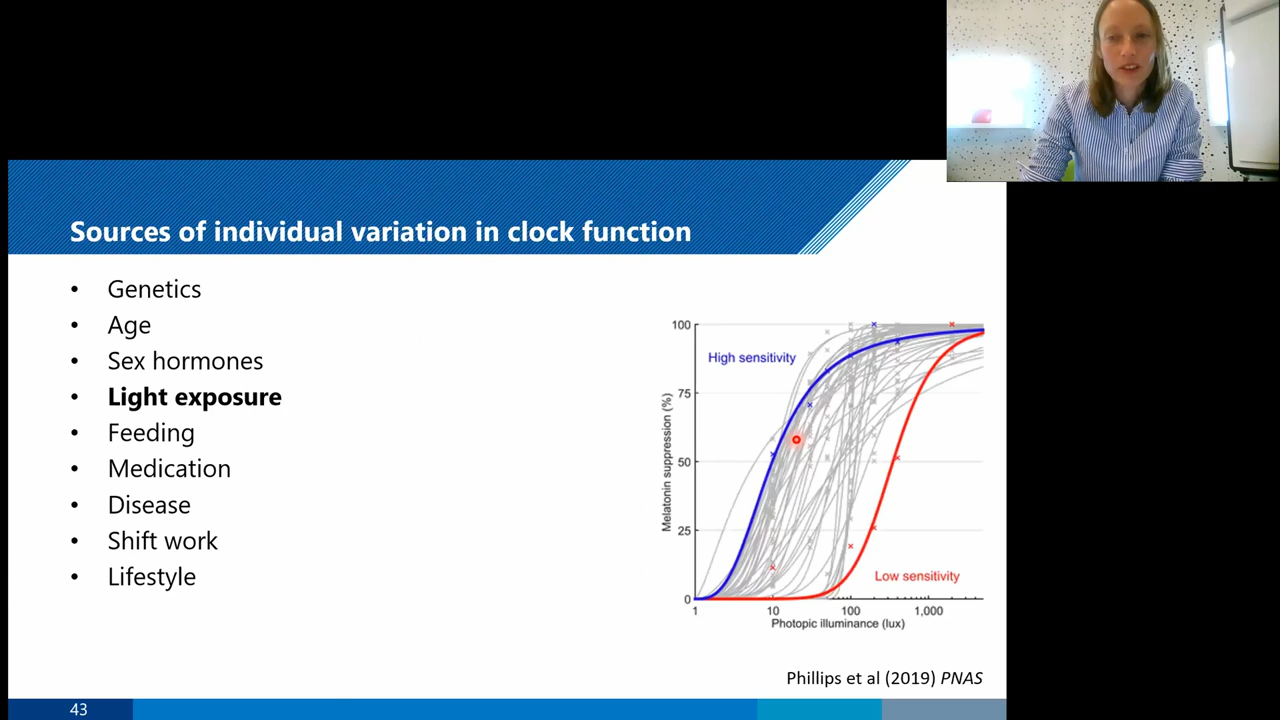 Sources of individual variation in clock function
• Genetics
• Age
• Sex hormones
• Light exposure
• Feeding
• Medication
• Disease
• Shift work
• Lifestyle
Melatonin suppression (%)
100
75
50
25
0
High sensitivity
Low sensitivity
1 10 100 1,000
Photopic illuminance (lux)
Phillips et al (2019) PNAS
43